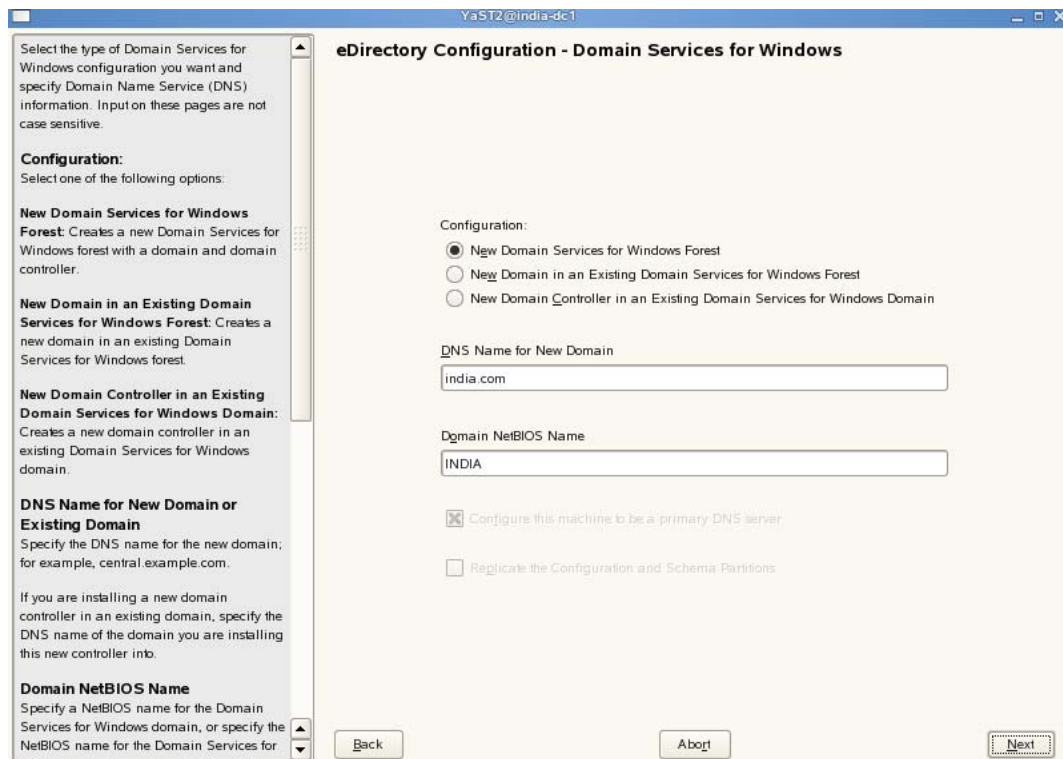 YaST2@india-dc1
Select the type of Domain Services for
Windows configuration you want and
specify Domain Name Service (DNS)
information. Input on these pages are not
case sensitive.
Configuration:
Select one of the following options:
New Domain Services for Windows
Forest: Creates a new Domain Services for
Windows forest with a domain and domain
controller.
New Domain in an Existing Domain
Services for Windows Forest: Creates a
new domain in an existing Domain
Services for Windows forest.
New Domain Controller in an Existing
Domain Services for Windows Domain:
Creates a new domain controller in an
existing Domain Services for Windows
domain.
DNS Name for New Domain or
Existing Domain
Specify the DNS name for the new domain;
for example, central.example.com.
If you are installing a new domain
controller in an existing domain, specify the
DNS name of the domain you are installing
this new controller into.
Domain NetBIOS Name
Specify a NetBIOS name for the Domain
Services for Windows domain, or specify the
NetBIOS name for the Domain Services for
eDirectory Configuration - Domain Services for Windows
Configuration:
New Domain Services for Windows Forest
New Domain in an Existing Domain Services for Windows Forest
New Domain Controller in an Existing Domain Services for Windows Domain
DNS Name for New Domain
india.com
Domain NetBIOS Name
INDIA
Configure this machine to be a primary DNS server
Replicate the Configuration and Schema Partitions
Back
Abort
Next